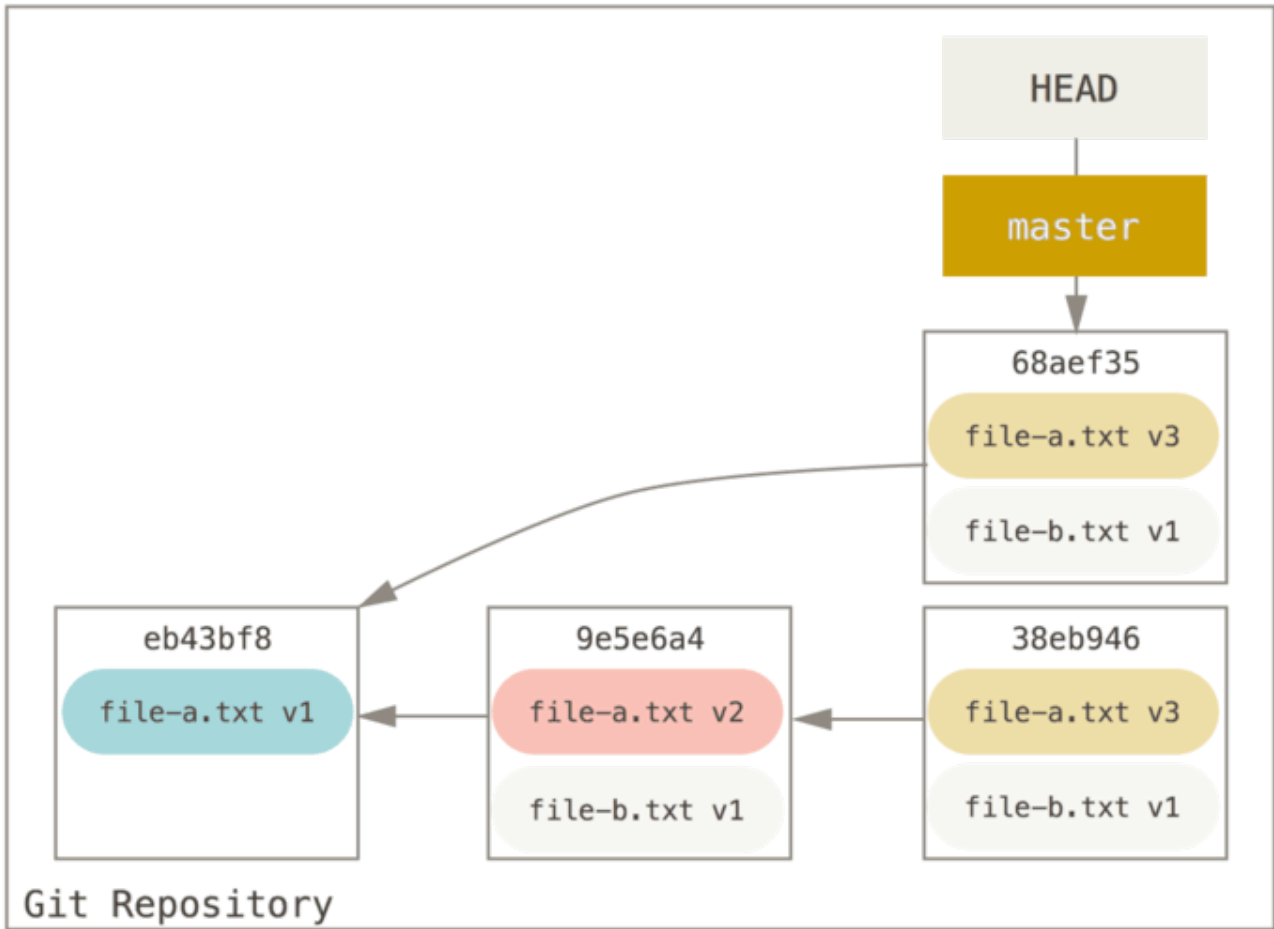 HEAD
master
68aef35
file-a.txt v3
file-b.txt v1
eb43bf8
file-a.txt v1
9e5e6a4
file-a.txt v2
file-b.txt v1
38eb946
file-a.txt v3
file-b.txt v1
Git Repository